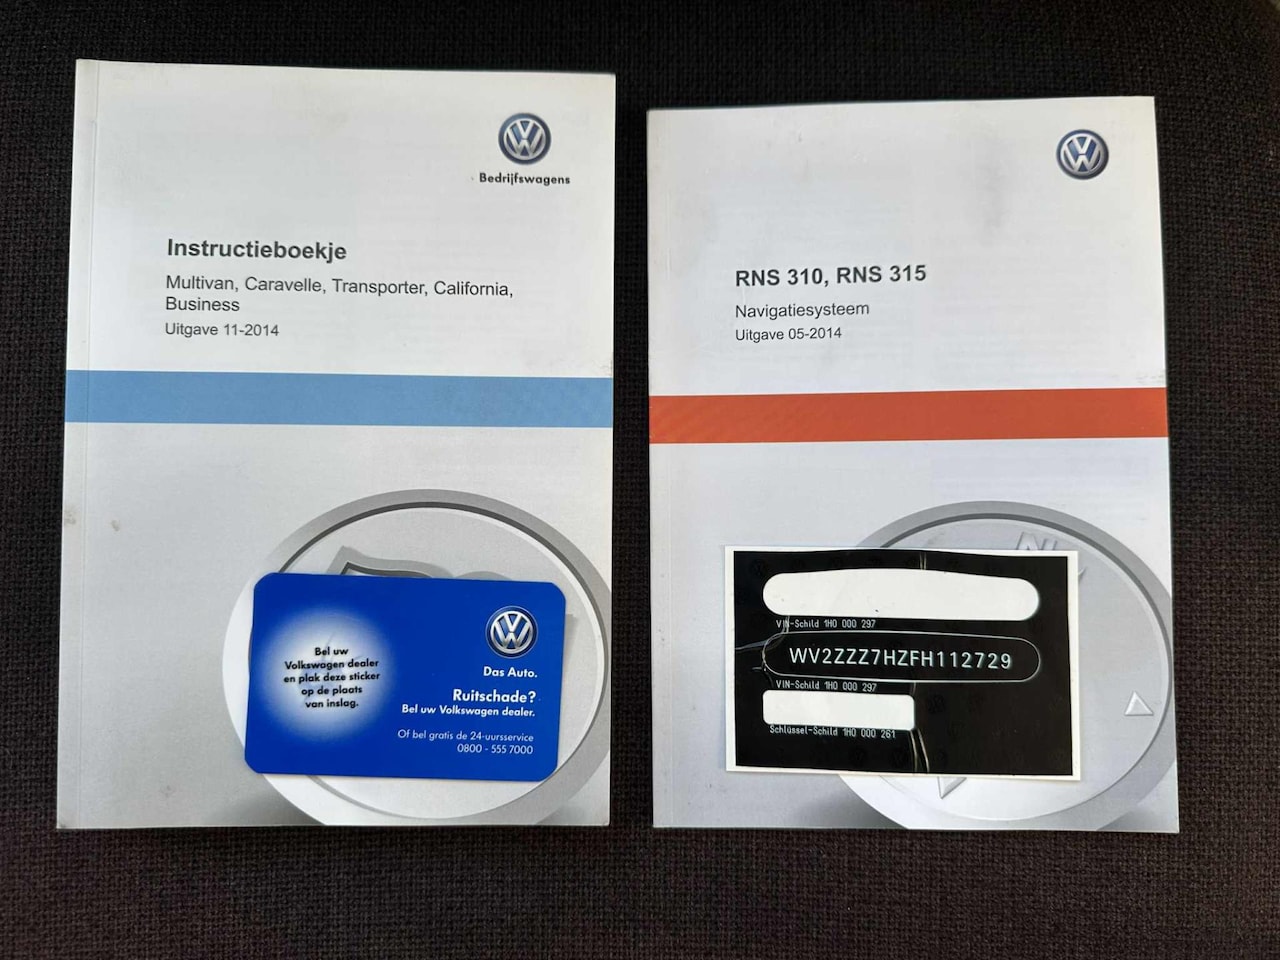 Bedrijfswagens
Instructieboekje
Multivan, Caravelle, Transporter, California,
Business
Uitgave 11-2014
Bel uw
Volkswagen dealer
en plak deze sticker
op de plaats
van inslag.
Das Auto.
Ruitschade?
Bel uw Volkswagen dealer.
Of bel gratis de 24-uursservice
0800 - 555 7000
RNS 310, RNS 315
Navigatiesysteem
Uitgave 05-2014
VIN-Schild 1H0 000 297
WV2ZZZ7HZFH112729
VIN-Schild 1H0 000 297
Schlüssel-Schild 1H0 000 261